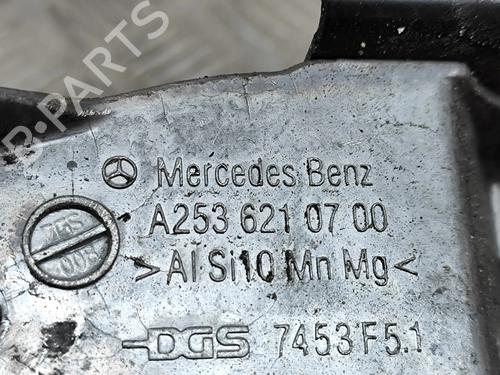 B-PARTS
Mercedes Benz
A253 621 07 00
>Al Si10 Mn Mg<
DGS 7453F5.1